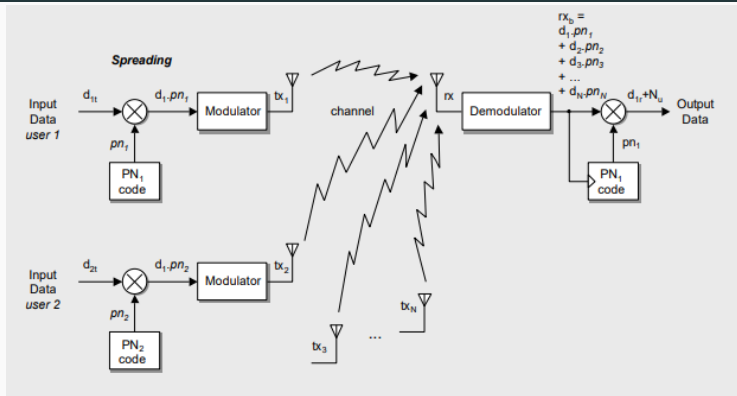 Spreading
d1t
d1.pn1
tx1
Input
Data
user 1
Modulator
pn1
PN1
code
channel
rx
Demodulator
rxb =
d1.pn1
+ d2.pn2
+ d3.pn3
+ ...
+ dN.pnN
d1r+Nu
Output
Data
pn1
PN1
code
d2t
d1.pn2
tx2
Input
Data
user 2
Modulator
pn2
PN2
code
tx3
...
txN